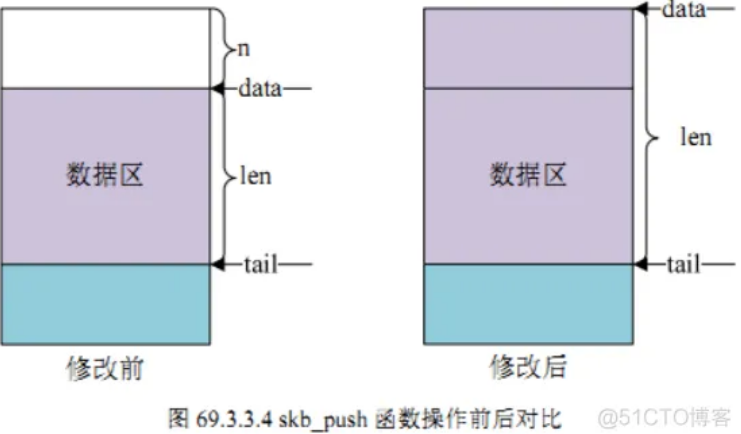 n
data
数据区
len
tail
修改前
data
数据区
len
tail
修改后
图 69.3.3.4 skb_push 函数操作前后对比
@51CTO博客